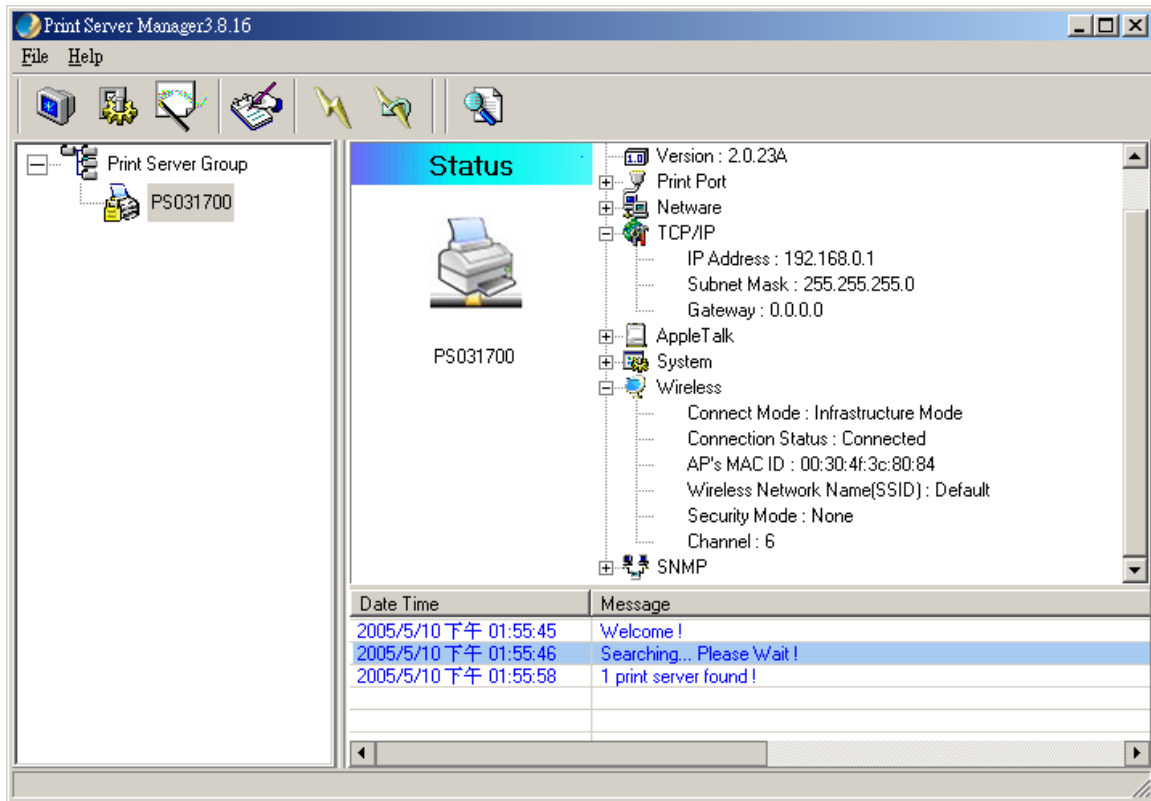 Print Server Manager3.8.16
File Help
Print Server Group
PS031700
Status
PS031700
1.0 Version : 2.0.23A
Print Port
Netware
TCP/IP
IP Address : 192.168.0.1
Subnet Mask : 255.255.255.0
Gateway : 0.0.0.0
AppleTalk
System
Wireless
Connect Mode : Infrastructure Mode
Connection Status : Connected
AP's MAC ID : 00:30:4f:3c:80:84
Wireless Network Name(SSID) : Default
Security Mode : None
Channel : 6
SNMP
Date Time Message
2005/5/10 下午 01:55:45 Welcome !
2005/5/10 下午 01:55:46 Searching... Please Wait !
2005/5/10 下午 01:55:58 1 print server found !